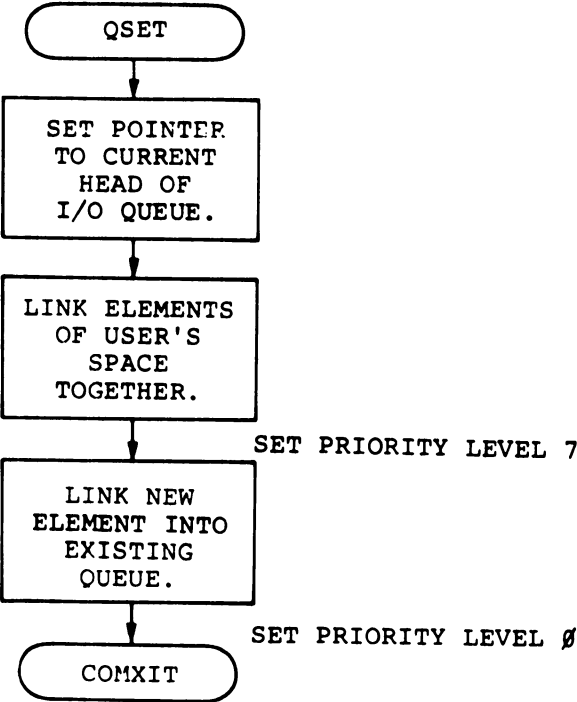 QSET
SET POINTER
TO CURRENT
HEAD OF
I/O QUEUE.
LINK ELEMENTS
OF USER'S
SPACE
TOGETHER.
SET PRIORITY LEVEL 7
LINK NEW
ELEMENT INTO
EXISTING
QUEUE.
SET PRIORITY LEVEL Ø
COMXIT